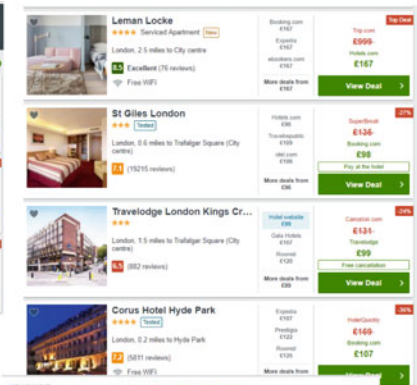 Leman Locke
Serviced Apartment New
London, 2.5 miles to City centre
8.5 Excellent (76 reviews)
Free WiFi
Booking.com
£167
Expedia
£167
ebookers.com
£167
More deals from
£167
Top Deal
Trip.com
£999
Hotels.com
£167
View Deal
St Giles London
Tested
London, 0.6 miles to Trafalgar Square (City
centre)
7.1 (19215 reviews)
Hotels.com
£98
Travelrepublic
£109
otel.com
£109
More deals from
£96
-27%
SuperBreak
£136
Booking.com
£98
Pay at the hotel
View Deal
Travelodge London Kings Cr...
London, 1.5 miles to Trafalgar Square (City
centre)
6.5 (882 reviews)
Hotel website
£99
Gala Hotels
£107
£120
More deals from
£99
-24%
£131
Travelodge
£99
Free cancellation
View Deal
Corus Hotel Hyde Park
Tested
London, 0.2 miles to Hyde Park
7.2 (5811 reviews)
Free WiFi
Expedia
£107
Prestigia
£122
£125
More deals from
-36%
HotelQuickly
£169
Booking.com
£107
View Deal